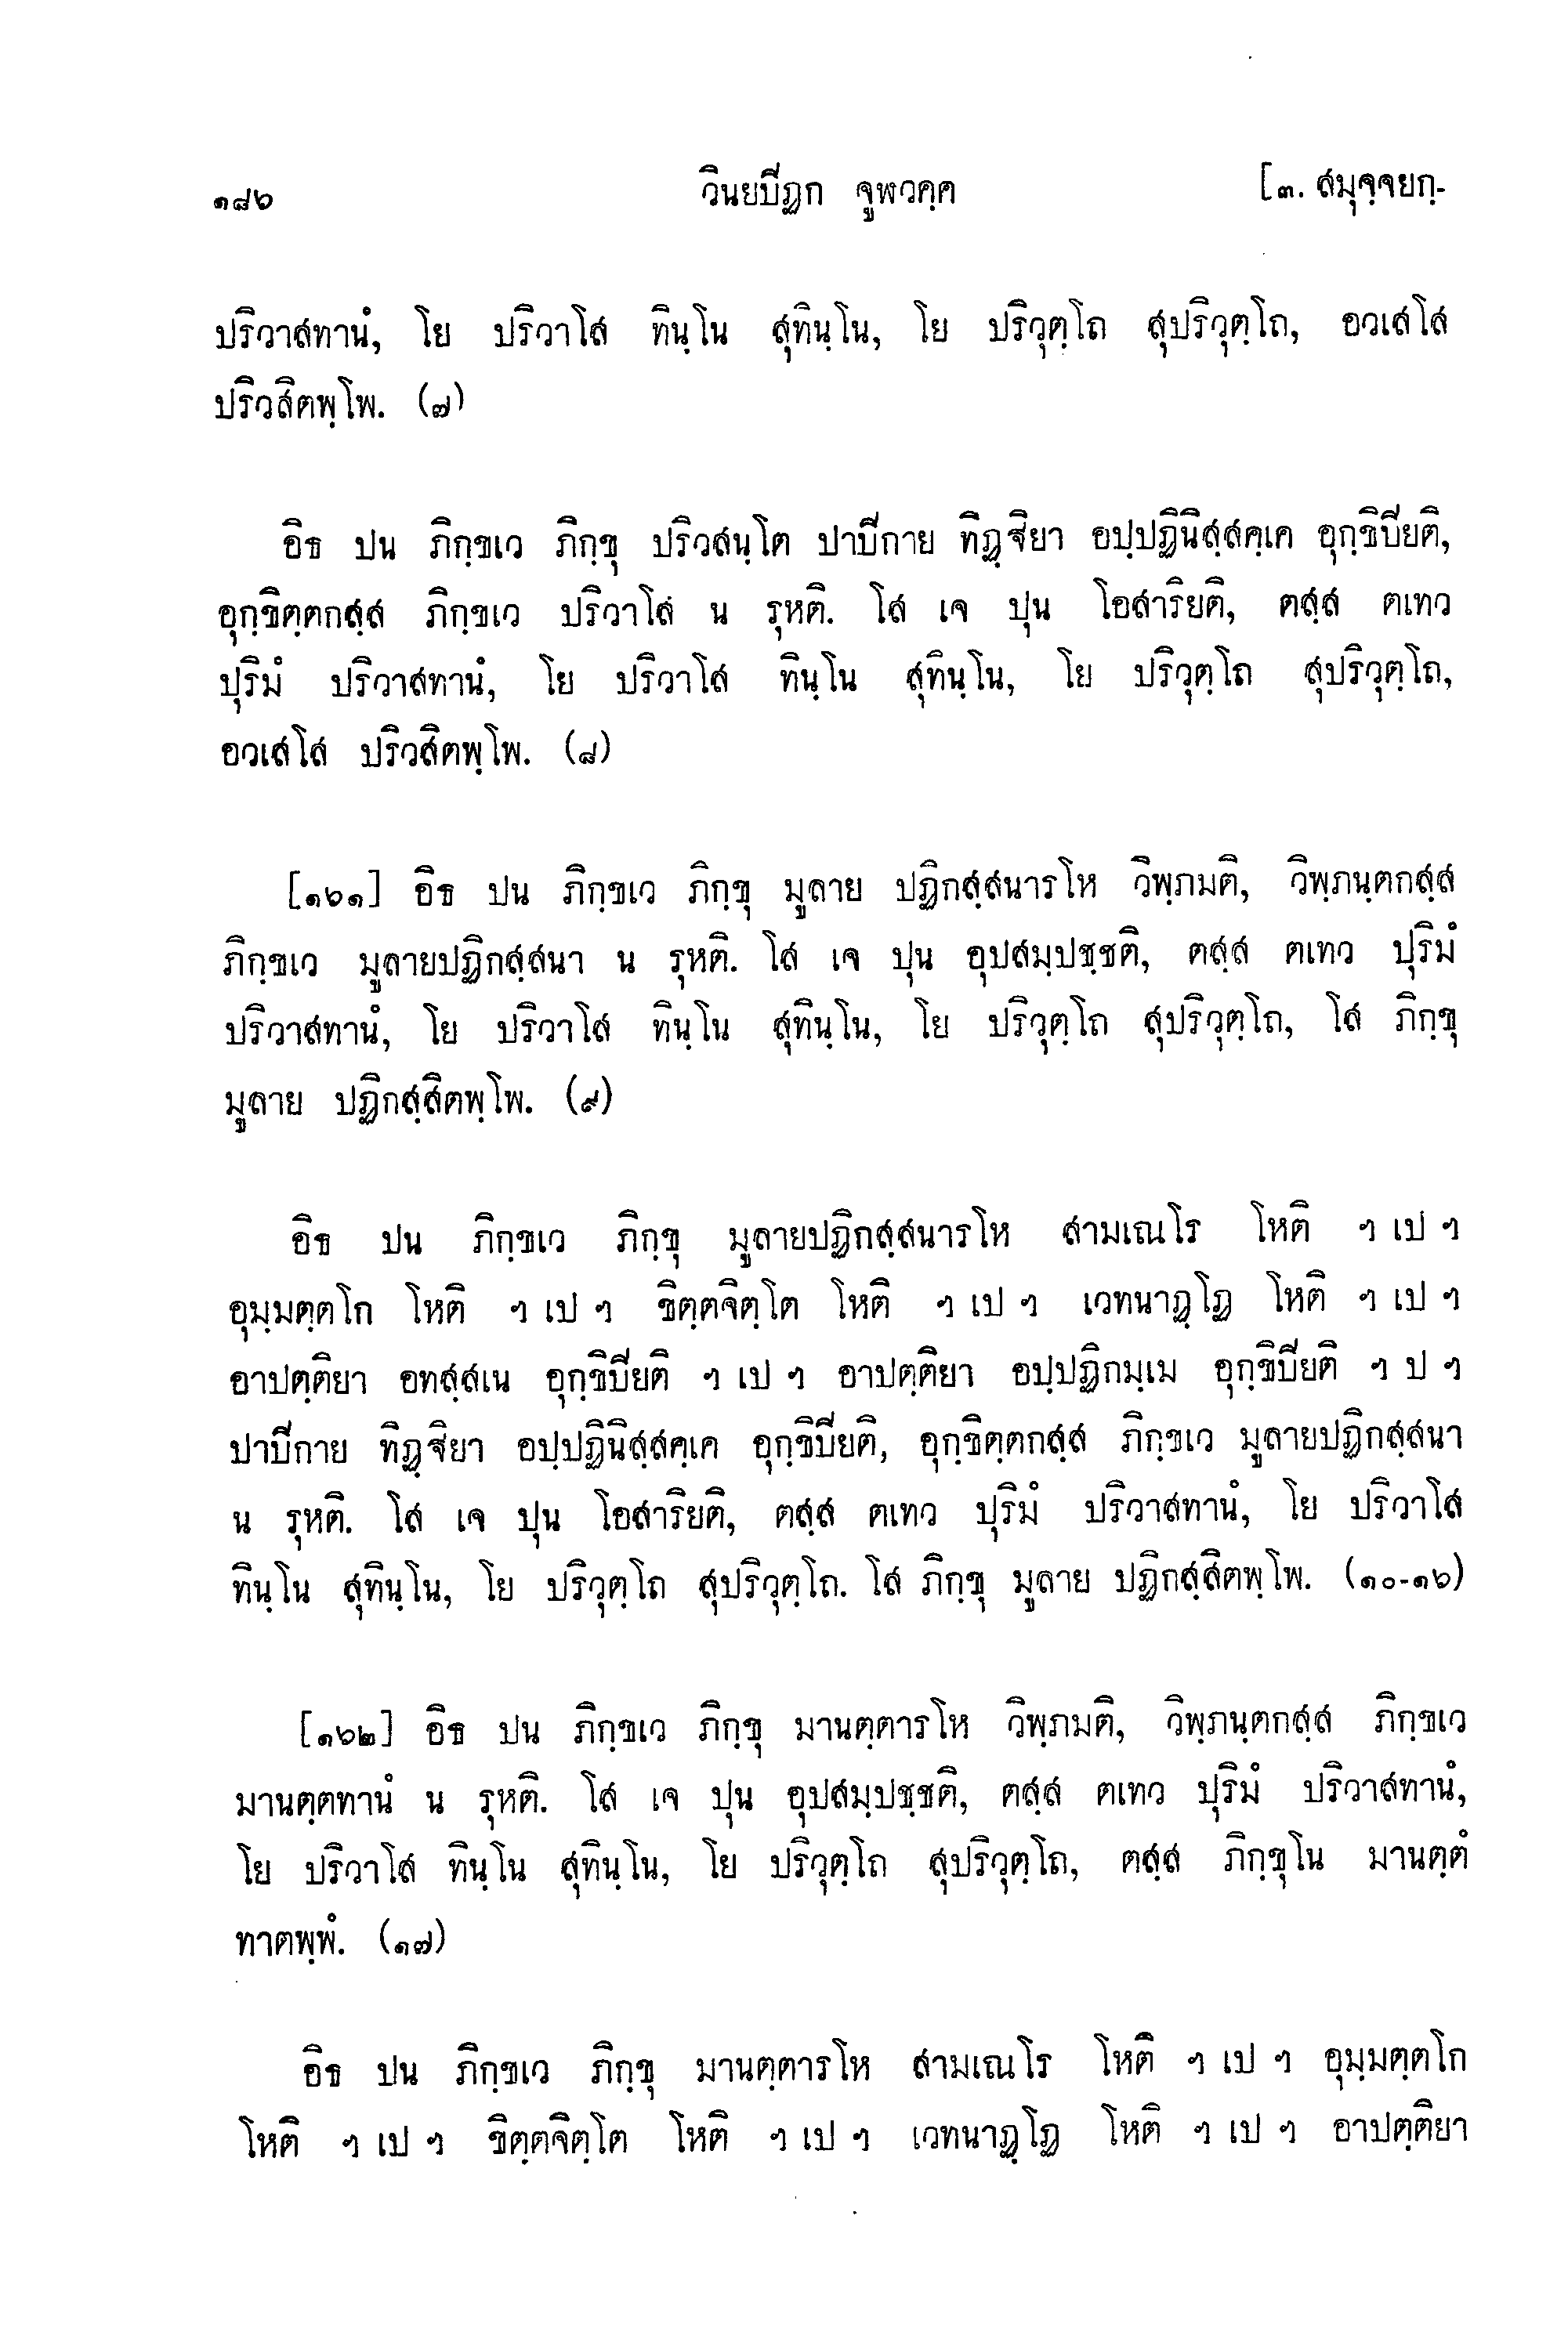 ๑๘๖ วินยปิฏก จูฬวคฺค [๓. สมุจฺจยกฺ-
ปริวาสทานํ, โย ปริวาโส ทินฺโน สุทินฺโน, โย ปริวุตฺโถ สุปริวุตฺโถ, อวเสโส
ปริวสิตพฺโพ. (๗)
อิธ ปน ภิกฺขเว ภิกฺขุ ปริวสนฺโต ปาปิกาย ทิฏฺฐิยา อปฺปฏินิสฺสคฺเค อุกฺขิปียติ,
อุกฺขิตฺตกสฺส ภิกฺขเว ปริวาโส น รุหติ. โส เจ ปุน โอสาริยติ, ตสฺส ตเทว
ปุริมํ ปริวาสทานํ, โย ปริวาโส ทินฺโน สุทินฺโน, โย ปริวุตฺโถ สุปริวุตฺโถ,
อวเสโส ปริวสิตพฺโพ. (๘)
[๑๖๑] อิธ ปน ภิกฺขเว ภิกฺขุ มูลาย ปฏิกสฺสนารโห วิพฺภมติ, วิพฺภนฺตกสฺส
ภิกฺขเว มูลายปฏิกสฺสนา น รุหติ. โส เจ ปุน อุปสมฺปชฺชติ, ตสฺส ตเทว ปุริมํ
ปริวาสทานํ, โย ปริวาโส ทินฺโน สุทินฺโน, โย ปริวุตฺโถ สุปริวุตฺโถ, โส ภิกฺขุ
มูลาย ปฏิกสฺสิตพฺโพ. (๙)
อิธ ปน ภิกฺขเว ภิกฺขุ มูลายปฏิกสฺสนารโห สามเณโร โหติ ฯ เป ฯ
อุมฺมตฺตโก โหติ ฯ เป ฯ ขิตฺตจิตฺโต โหติ ฯ เป ฯ เวทนาฏฺโฏ โหติ ฯ เป ฯ
อาปตฺติยา อทสฺสเน อุกฺขิปียติ ฯ เป ฯ อาปตฺติยา อปฺปฏิกมฺเม อุกฺขิปียติ ฯ ป ฯ
ปาปิกาย ทิฏฺฐิยา อปฺปฏินิสฺสคฺเค อุกฺขิปียติ, อุกฺขิตฺตกสฺส ภิกฺขเว มูลายปฏิกสฺสนา
น รุหติ. โส เจ ปุน โอสาริยติ, ตสฺส ตเทว ปุริมํ ปริวาสทานํ, โย ปริวาโส
ทินฺโน สุทินฺโน, โย ปริวุตฺโถ สุปริวุตฺโถ. โส ภิกฺขุ มูลาย ปฏิกสฺสิตพฺโพ. (๑๐-๑๖)
[๑๖๒] อิธ ปน ภิกฺขเว ภิกฺขุ มานตฺตารโห วิพฺภมติ, วิพฺภนฺตกสฺส ภิกฺขเว
มานตฺตทานํ น รุหติ. โส เจ ปุน อุปสมฺปชฺชติ, ตสฺส ตเทว ปุริมํ ปริวาสทานํ,
โย ปริวาโส ทินฺโน สุทินฺโน, โย ปริวุตฺโถ สุปริวุตฺโถ, ตสฺส ภิกฺขุโน มานตฺตํ
ทาตพฺพํ. (๑๗)
อิธ ปน ภิกฺขเว ภิกฺขุ มานตฺตารโห สามเณโร โหติ ฯ เป ฯ อุมฺมตฺตโก
โหติ ฯ เป ฯ ขิตฺตจิตฺโต โหติ ฯ เป ฯ เวทนาฏฺโฏ โหติ ฯ เป ฯ อาปตฺติยา